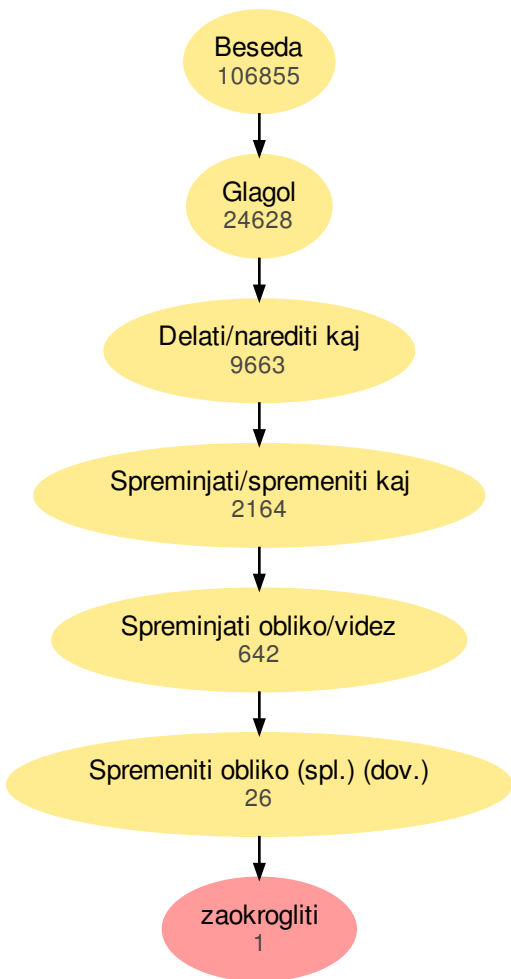 Beseda
106855
Glagol
24628
Delati/narediti kaj
9663
Spreminjati/spremeniti kaj
2164
Spreminjati obliko/videz
642
Spremeniti obliko (spl.) (dov.)
26
zaokrogliti
1